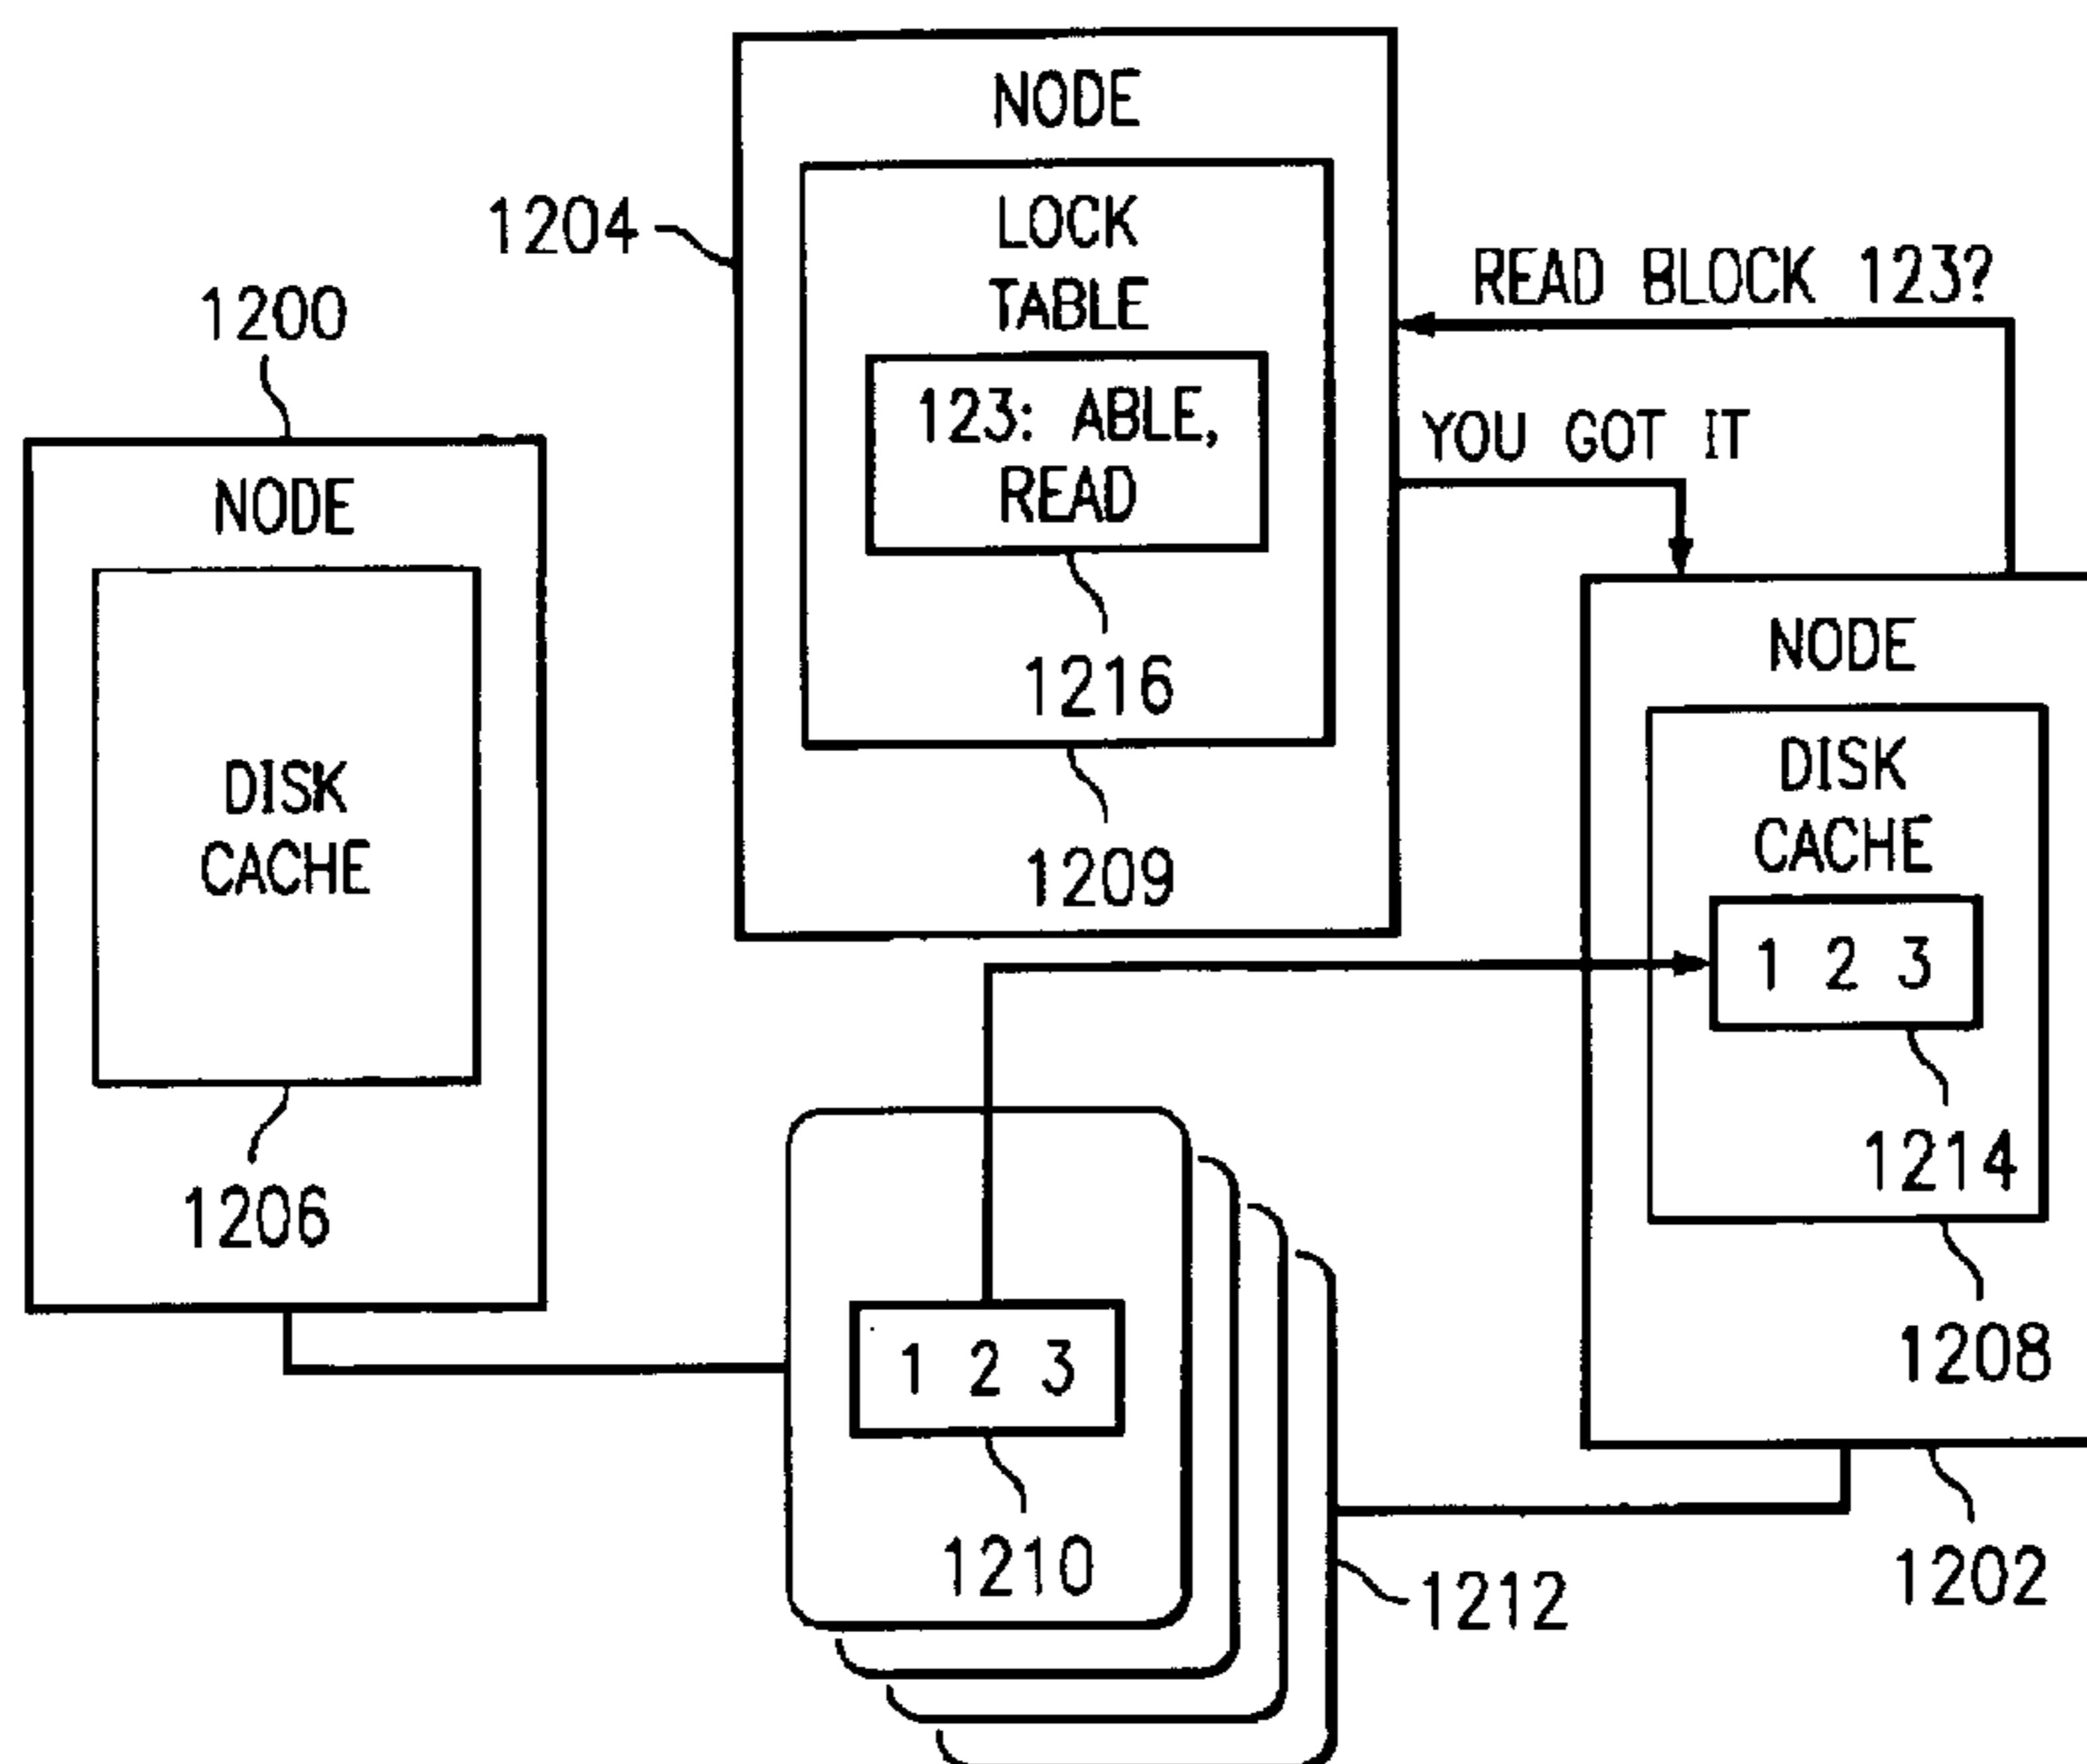 NODE
LOCK
TABLE
123: ABLE,
READ
1216
1209
1204
READ BLOCK 123?
YOU GOT IT
1200
NODE
DISK
CACHE
1206
NODE
DISK
CACHE
1 2 3
1214
1208
1202
1 2 3
1210
1212